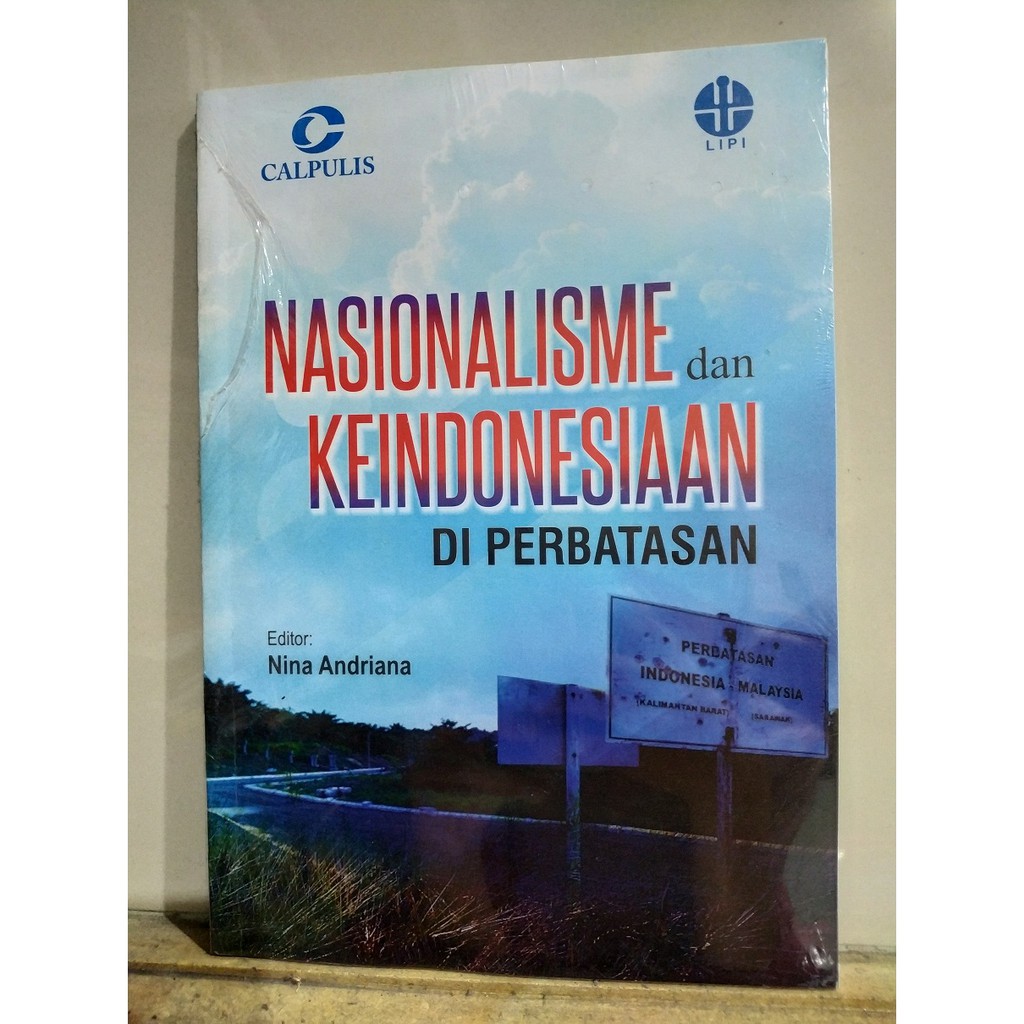 CALPULIS
LIPI
NASIONALISME dan
KEINDONESIAAN
DI PERBATASAN
Editor:
Nina Andriana
PERBATASAN
INDONESIA - MALAYSIA
(KALIMANTAN BARAT) (SARAWAK)